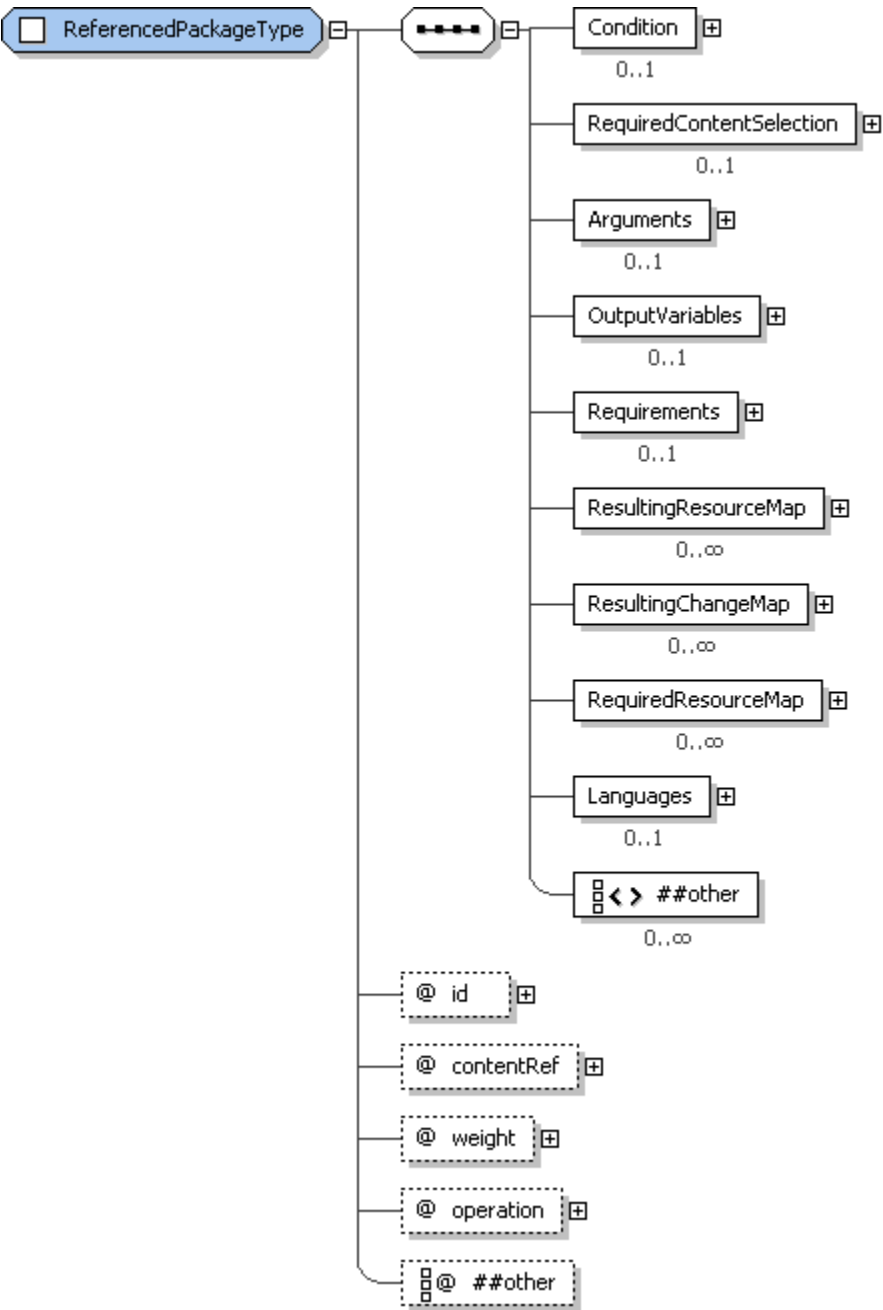 ReferencedPackageType
Condition
0..1
RequiredContentSelection
0..1
Arguments
0..1
OutputVariables
0..1
Requirements
0..1
ResultingResourceMap
0..∞
ResultingChangeMap
0..∞
RequiredResourceMap
0..∞
Languages
0..1
<> ##other
0..∞
@ id
@ contentRef
@ weight
@ operation
@ ##other